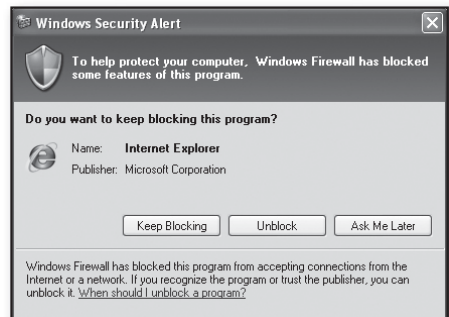 Windows Security Alert
To help protect your computer, Windows Firewall has blocked
some features of this program.
Do you want to keep blocking this program?
Name: Internet Explorer
Publisher: Microsoft Corporation
Keep Blocking Unblock Ask Me Later
Windows Firewall has blocked this program from accepting connections from the
Internet or a network. If you recognize the program or trust the publisher, you can
unblock it. When should I unblock a program?